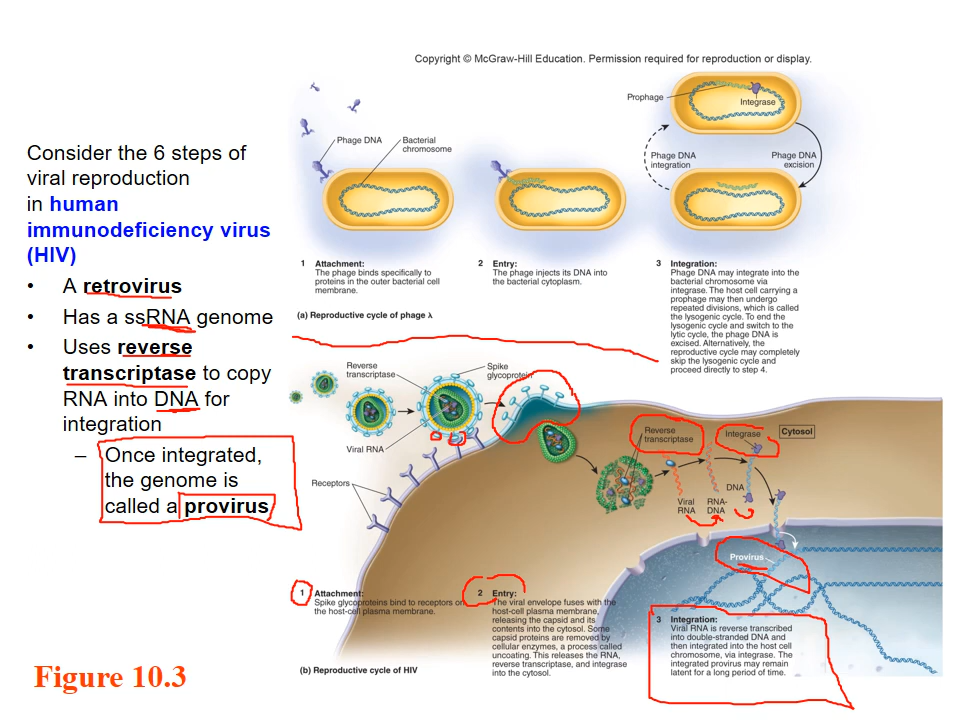 Copyright © McGraw-Hill Education. Permission required for reproduction or display.
Consider the 6 steps of
viral reproduction
in human
immunodeficiency virus
(HIV)
• A retrovirus
• Has a ssRNA genome
• Uses reverse
transcriptase to copy
RNA into DNA for
integration
– Once integrated,
the genome is
called a provirus
Figure 10.3
Phage DNA
Bacterial
chromosome
Prophage
Integrase
Phage DNA
integration
Phage DNA
excision
1 Attachment:
The phage binds specifically to
proteins in the outer bacterial cell
membrane.
2 Entry:
The phage injects its DNA into
the bacterial cytoplasm.
3 Integration:
Phage DNA may integrate into the
bacterial chromosome via
integrase. The host cell carrying a
prophage may then undergo
repeated divisions, which is called
the lysogenic cycle. To end the
lysogenic cycle and switch to the
lytic cycle, the phage DNA is
excised. Alternatively, the
reproductive cycle may completely
skip the lysogenic cycle and
proceed directly to step 4.
(a) Reproductive cycle of phage λ
Reverse
transcriptase
Spike
glycoprotein
Viral RNA
Receptors
Reverse
transcriptase
Integrase
Cytosol
Viral
RNA
RNA-
DNA
DNA
Provirus
1 Attachment:
Spike glycoproteins bind to receptors on
the host-cell plasma membrane.
2 Entry:
The viral envelope fuses with the
host-cell plasma membrane,
releasing the capsid and its
contents into the cytosol. Some
capsid proteins are removed by
cellular enzymes, a process called
uncoating. This releases the RNA,
reverse transcriptase, and integrase
into the cytosol.
3 Integration:
Viral RNA is reverse transcribed
into double-stranded DNA and
then integrated into the host cell
chromosome, via integrase. The
integrated provirus may remain
latent for a long period of time.
(b) Reproductive cycle of HIV